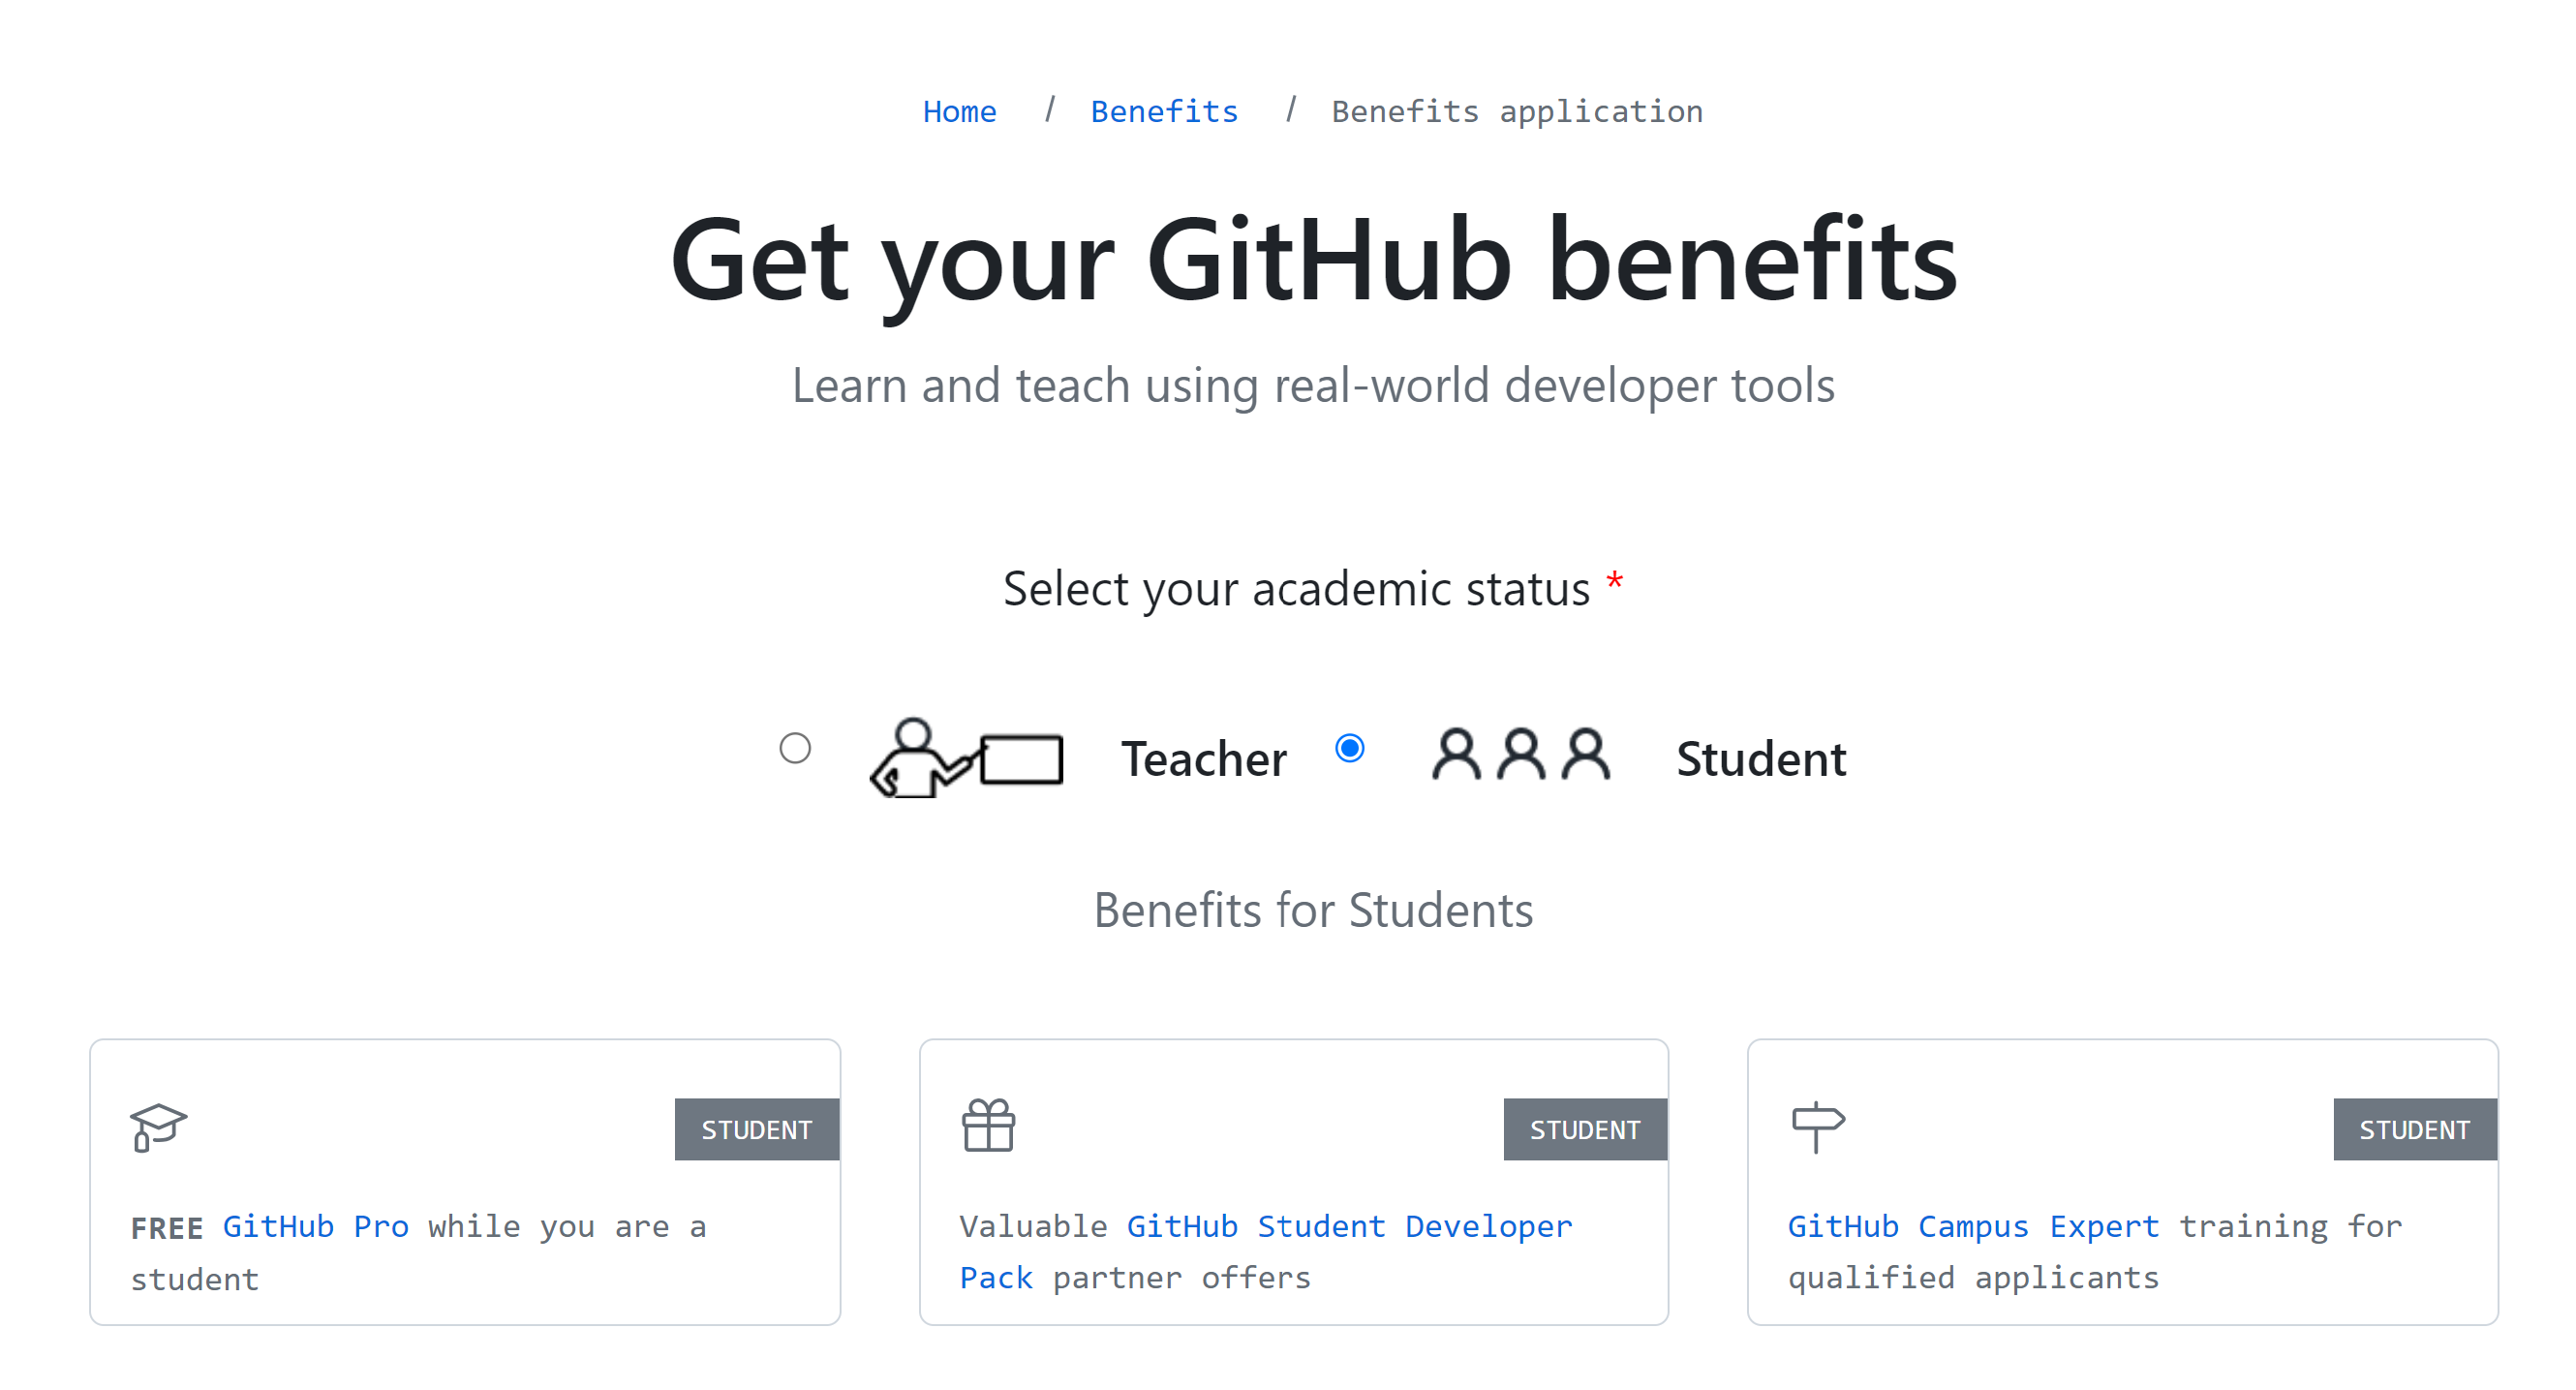 Home / Benefits / Benefits application
Get your GitHub benefits
Learn and teach using real-world developer tools
Select your academic status *
Teacher Student
Benefits for Students
STUDENT
FREE GitHub Pro while you are a
student
STUDENT
Valuable GitHub Student Developer
Pack partner offers
STUDENT
GitHub Campus Expert training for
qualified applicants